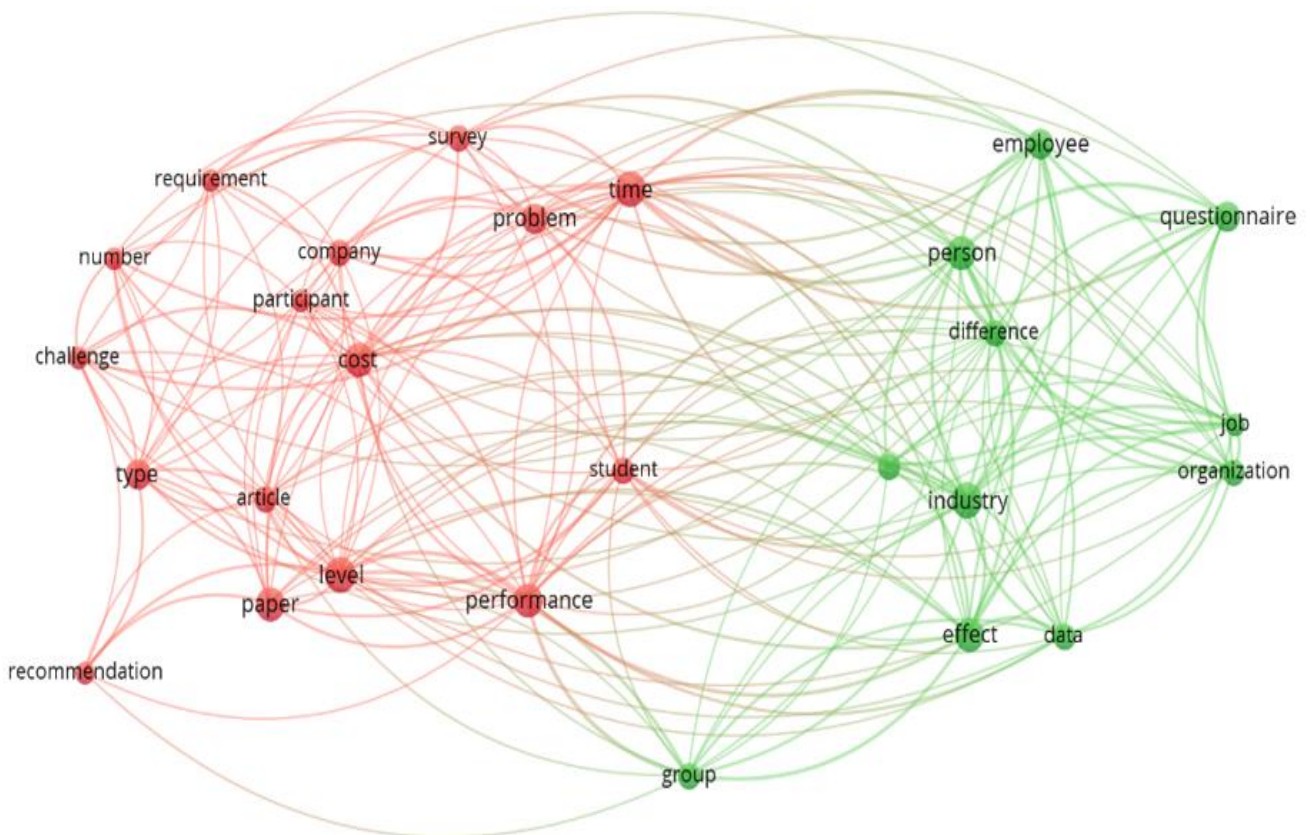 survey
employee
requirement
time
problem
questionnaire
company
person
number
participant
difference
challenge
cost
job
student
organization
type
article
industry
level
paper
performance
effect
data
recommendation
group